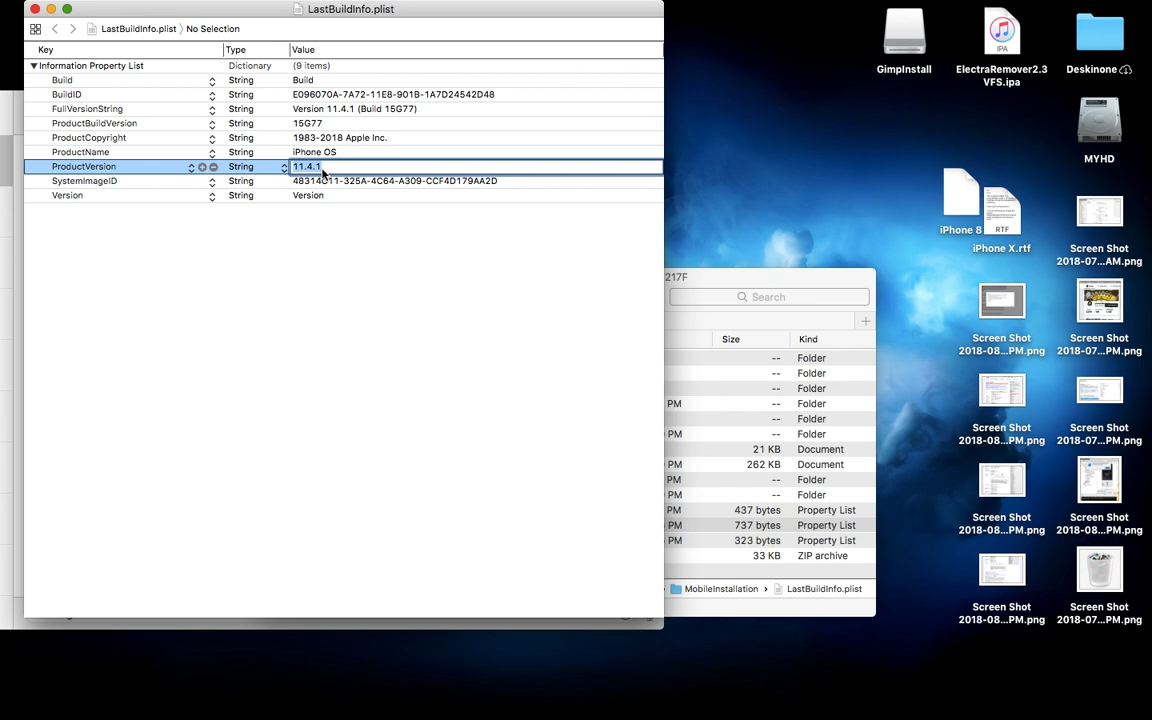 LastBuildInfo.plist
LastBuildInfo.plist No Selection
Key Type Value
Information Property List Dictionary (9 items)
Build String Build
BuildID String E096070A-7A72-11E8-901B-1A7D24542D48
FullVersionString String Version 11.4.1 (Build 15G77)
ProductBuildVersion String 15G77
ProductCopyright String 1983-2018 Apple Inc.
ProductName String iPhone OS
ProductVersion String 11.4.1
SystemImageID String 48314C11-325A-4C64-A309-CCF4D179AA2D
Version String Version
217F
Search
Size Kind
-- Folder
-- Folder
-- Folder
PM -- Folder
-- Folder
PM -- Folder
21 KB Document
PM 262 KB Document
PM -- Folder
PM -- Folder
PM 437 bytes Property List
PM 737 bytes Property List
PM 323 bytes Property List
33 KB ZIP archive
MobileInstallation › LastBuildInfo.plist
GimpInstall
IPA
ElectraRemover2.3
VFS.ipa
Deskinone
MYHD
iPhone 8
RTF
iPhone X.rtf
Screen Shot
2018-07...AM.png
Screen Shot
2018-08...PM.png
Screen Shot
2018-07...PM.png
Screen Shot
2018-08...PM.png
Screen Shot
2018-07...PM.png
Screen Shot
2018-08...PM.png
Screen Shot
2018-08...PM.png
Screen Shot
2018-08...PM.png
Screen Shot
2018-07...PM.png